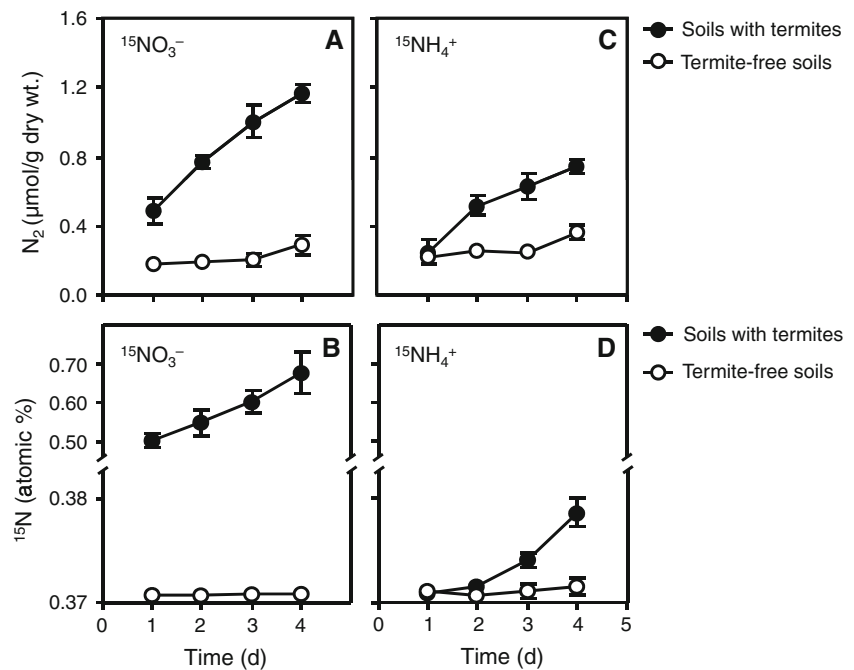 1.6
1.2
0.8
0.4
0.0
N₂ (μmol/g dry wt.)
¹⁵NO₃⁻
A
¹⁵NH₄⁺
C
Soils with termites
Termite-free soils
0.70
0.60
0.50
0.38
0.37
¹⁵N (atomic %)
¹⁵NO₃⁻
B
¹⁵NH₄⁺
D
Soils with termites
Termite-free soils
0 1 2 3 4 5
0 1 2 3 4 5
Time (d)
Time (d)